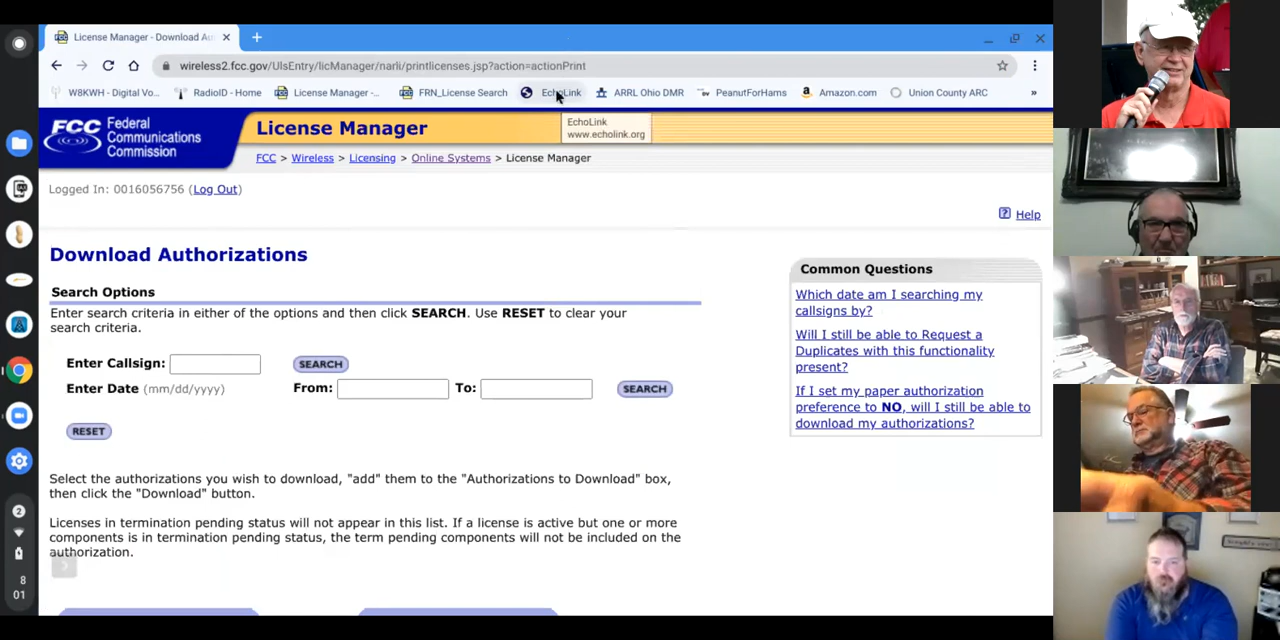 License Manager - Download Au
wireless2.fcc.gov/UlsEntry/licManager/narli/printlicenses.jsp?action=actionPrint
W8KWH - Digital Vo... RadioID - Home License Manager -... FRN_License Search EchoLink ARRL Ohio DMR PeanutForHams Amazon.com Union County ARC »
EchoLink
www.echolink.org
FCC Federal Communications Commission
License Manager
FCC > Wireless > Licensing > Online Systems > License Manager
Logged In: 0016056756 (Log Out)
? Help
Download Authorizations
Search Options
Enter search criteria in either of the options and then click SEARCH. Use RESET to clear your
search criteria.
Enter Callsign: SEARCH
Enter Date (mm/dd/yyyy) From: To: SEARCH
RESET
Select the authorizations you wish to download, "add" them to the "Authorizations to Download" box,
then click the "Download" button.
Licenses in termination pending status will not appear in this list. If a license is active but one or more
components is in termination pending status, the term pending components will not be included on the
authorization.
Common Questions
Which date am I searching my
callsigns by?
Will I still be able to Request a
Duplicates with this functionality
present?
If I set my paper authorization
preference to NO, will I still be able to
download my authorizations?
2
8
01